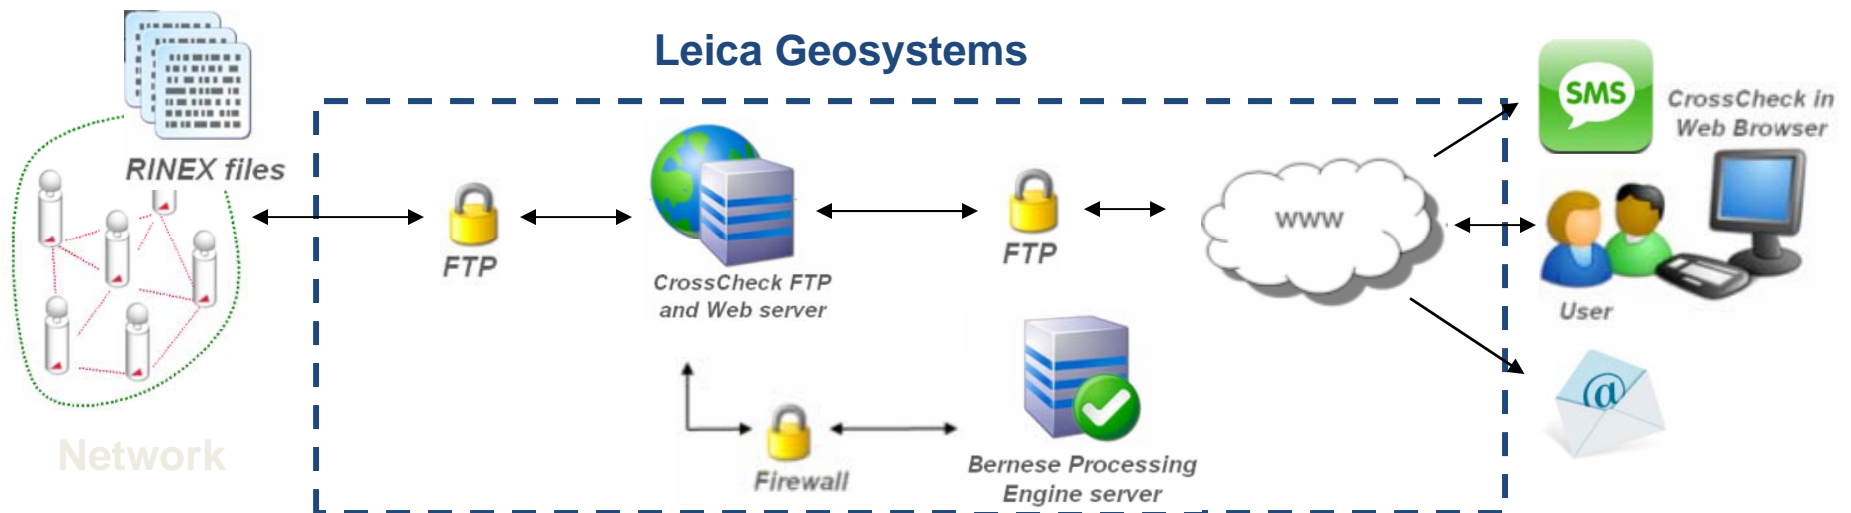 Leica Geosystems
RINEX files
Network
FTP
CrossCheck FTP
and Web server
Firewall
FTP
Bernese Processing
Engine server
www
SMS
CrossCheck in
Web Browser
User
@